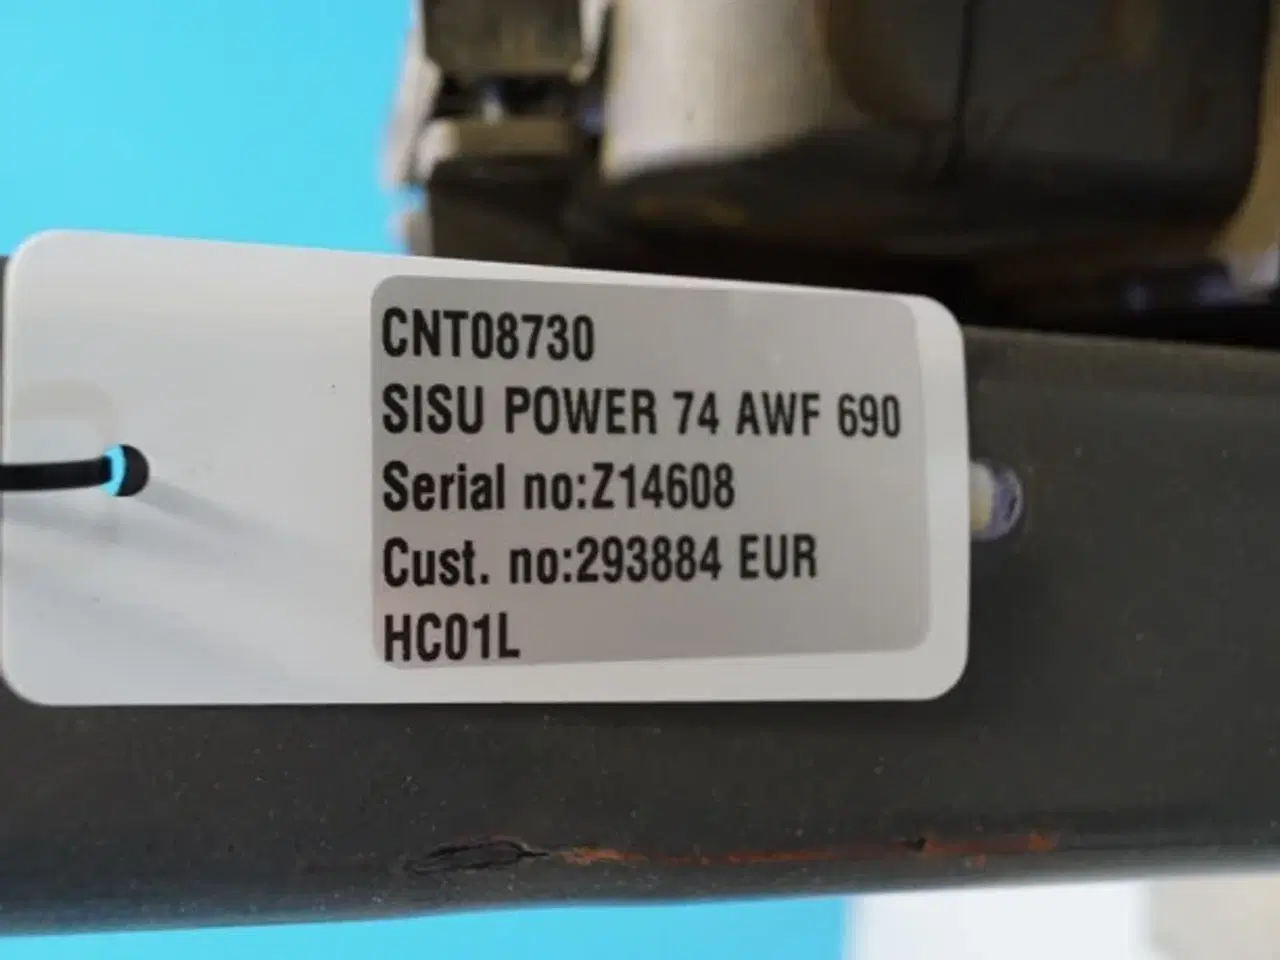 CNT08730
SISU POWER 74 AWF 690
Serial no:Z14608
Cust. no:293884 EUR
HC01L